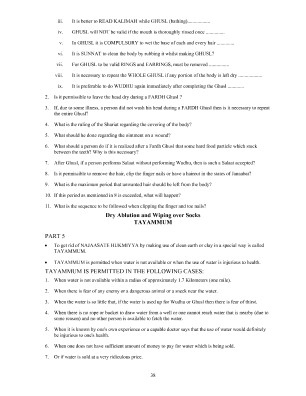 iii. It is better to READ KALIMAH while GHUSL (bathing)...............
iv. GHUSL will NOT be valid if the mouth is thoroughly rinsed once ...............
v. In GHUSL it is COMPULSORY to wet the base of each and every hair ...............
vi. It is SUNNAT to clean the body by rubbing it whilst making GHUSL?
vii. For GHUSL to be valid RINGS and EARRINGS, must be removed ...............
viii. It is necessary to repeat the WHOLE GHUSL if any portion of the body is left dry ...............
ix. It is preferable to do WUDHU again immediately after completing the Ghusl ...............
2. Is it permissible to leave the head dry during a FARDH Ghusl ?
3. If, due to some illness, a person did not wash his head during a FARDH Ghusl then is it necessary to repeat
the entire Ghusl?
4. What is the ruling of the Shariat regarding the covering of the body?
5. What should be done regarding the ointment on a wound?
6. What should a person do if it is realized after a Fardh Ghusl that some hard food particle which stuck
between the teeth? Why is this necessary?
7. After Ghusl, if a person performs Salaat without performing Wudhu, then is such a Salaat accepted?
8. Is it permissible to remove the hair, clip the finger nails or have a haircut in the state of Janaabat?
9. What is the maximum period that unwanted hair should be left from the body?
10. If this period as mentioned in 9 is exceeded, what will happen?
11. What is the sequence to be followed when clipping the finger and toe nails?
Dry Ablution and Wiping over Socks
TAYAMMUM
PART 5
• To get rid of NAJAASATE HUKMIYYA by making use of clean earth or clay in a special way is called
TAYAMMUM.
• TAYAMMUM is permitted when water is not available or when the use of water is injurious to health.
TAYAMMUM IS PERMITTED IN THE FOLLOWING CASES:
1. When water is not available within a radius of approximately 1.7 Kilometers (one mile).
2. When there is fear of any enemy or a dangerous animal or a snake near the water.
3. When the water is so little that, if the water is used up for Wudhu or Ghusl then there is fear of thirst.
4. When there is no rope or bucket to draw water from a well or one cannot reach water that is nearby (due to
some reason) and no other person is available to fetch the water.
5. When it is known by one's own experience or a capable doctor says that the use of water would definitely
be injurious to one's health.
6. When one does not have sufficient amount of money to pay for water which is being sold.
7. Or if water is sold at a very ridiculous price.
38